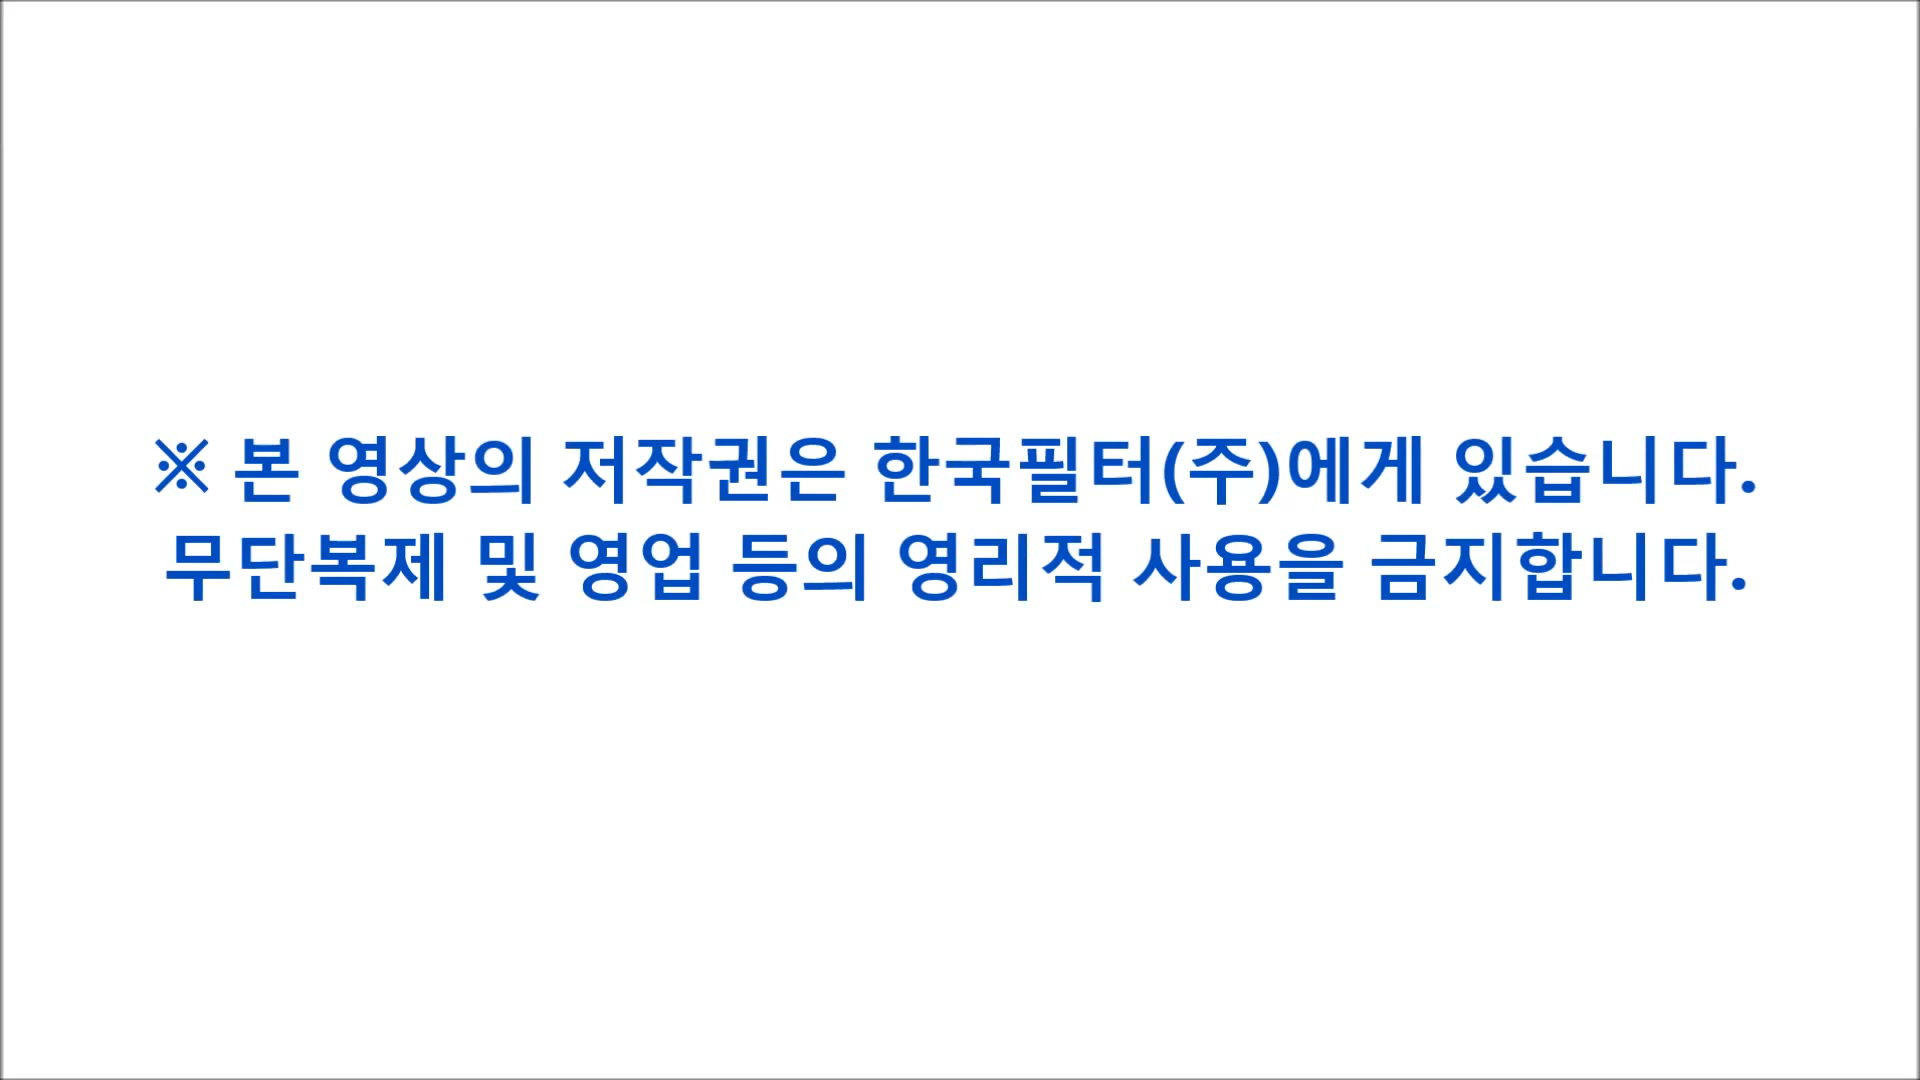 ※ 본 영상의 저작권은 한국필터(주)에게 있습니다.
무단복제 및 영업 등의 영리적 사용을 금지합니다.